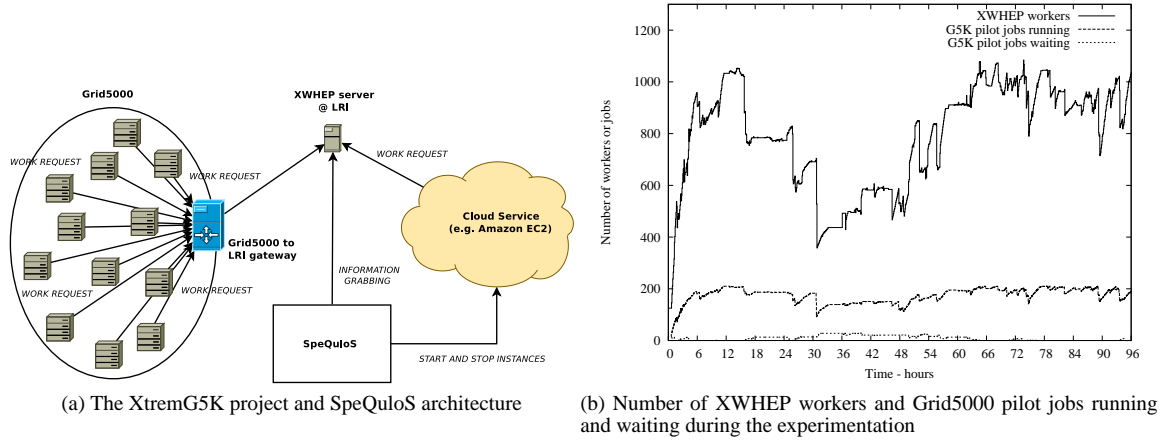 Grid5000
WORK REQUEST
WORK REQUEST
WORK REQUEST
WORK REQUEST
Grid5000 to
LRI gateway
XWHEP server
@ LRI
WORK REQUEST
Cloud Service
(e.g. Amazon EC2)
INFORMATION
GRABBING
SpeQuloS
START AND STOP INSTANCES
(a) The XtremG5K project and SpeQuloS architecture
XWHEP workers
G5K pilot jobs running
G5K pilot jobs waiting
Number of workers or jobs
1200
1000
800
600
400
200
0
0 6 12 18 24 30 36 42 48 54 60 66 72 78 84 90 96
Time - hours
(b) Number of XWHEP workers and Grid5000 pilot jobs running
and waiting during the experimentation